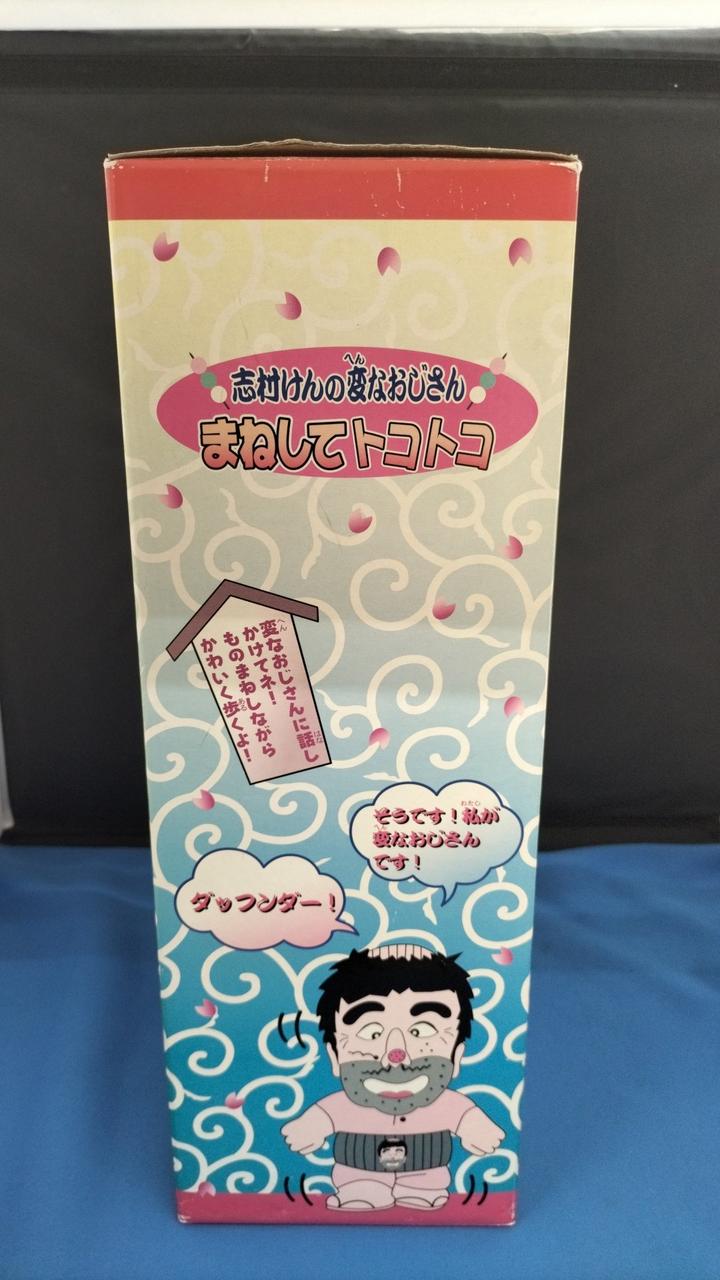 志村けんの変なおじさん
まねしてトコトコ
変なおじさんに話し
かけてネ！
ものまねしながら
かわいく歩くよ！
そうです！私が
変なおじさん
です！
ダッフンダー！